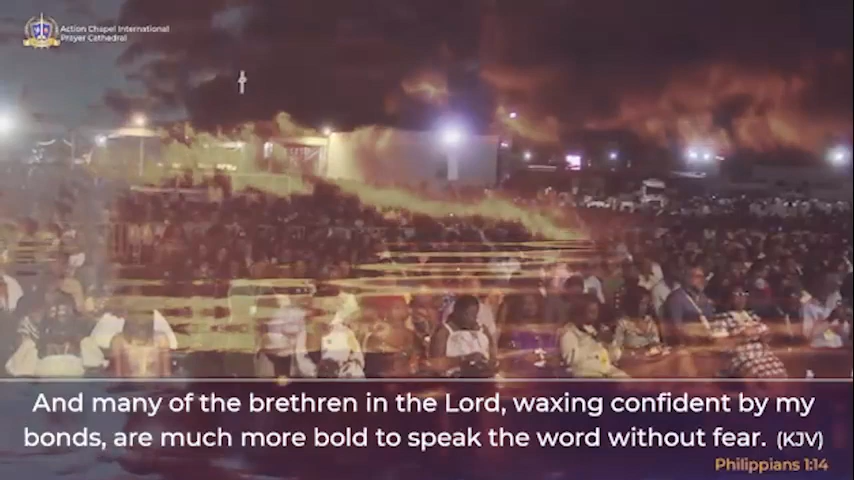 Action Chapel International
Prayer Cathedral
And many of the brethren in the Lord, waxing confident by my
bonds, are much more bold to speak the word without fear. (KJV)
Philippians 1:14